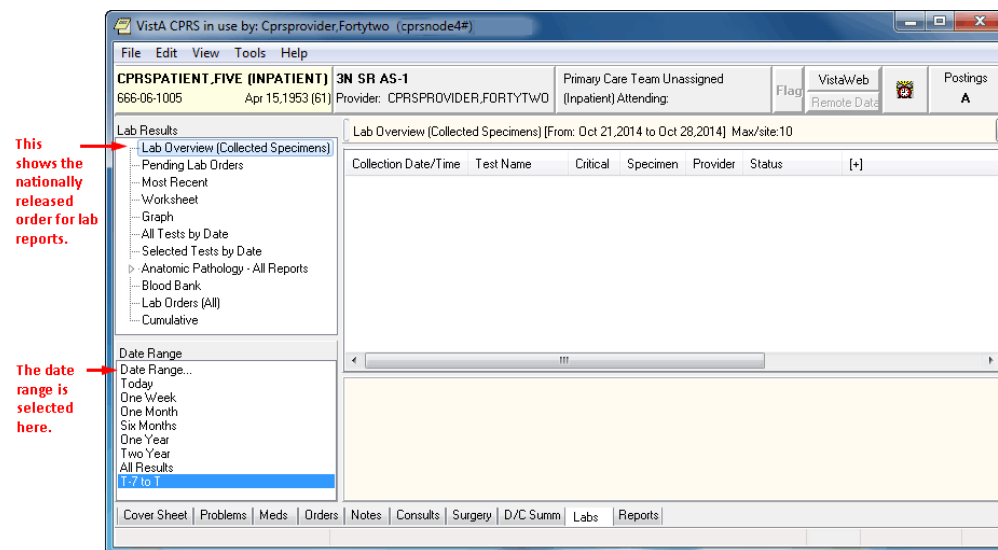 VistA CPRS in use by: Cprsprovider,Fortytwo (cprsnode4#)
File Edit View Tools Help
CPRSPATIENT,FIVE (INPATIENT) 3N SR AS-1 Primary Care Team Unassigned Flag VistaWeb Postings
666-06-1005 Apr 15,1953 (61) Provider: CPRSPROVIDER,FORTYTWO (Inpatient) Attending: Remote Data A
Lab Results
Lab Overview (Collected Specimens)
Pending Lab Orders
Most Recent
Worksheet
Graph
All Tests by Date
Selected Tests by Date
Anatomic Pathology - All Reports
Blood Bank
Lab Orders (All)
Cumulative
Lab Overview (Collected Specimens) [From: Oct 21,2014 to Oct 28,2014] Max/site:10
Collection Date/Time Test Name Critical Specimen Provider Status [+]
This
shows the
nationally
released
order for lab
reports.
Date Range
Date Range...
Today
One Week
One Month
Six Months
One Year
Two Year
All Results
T-7 to T
The date
range is
selected
here.
Cover Sheet Problems Meds Orders Notes Consults Surgery D/C Summ Labs Reports